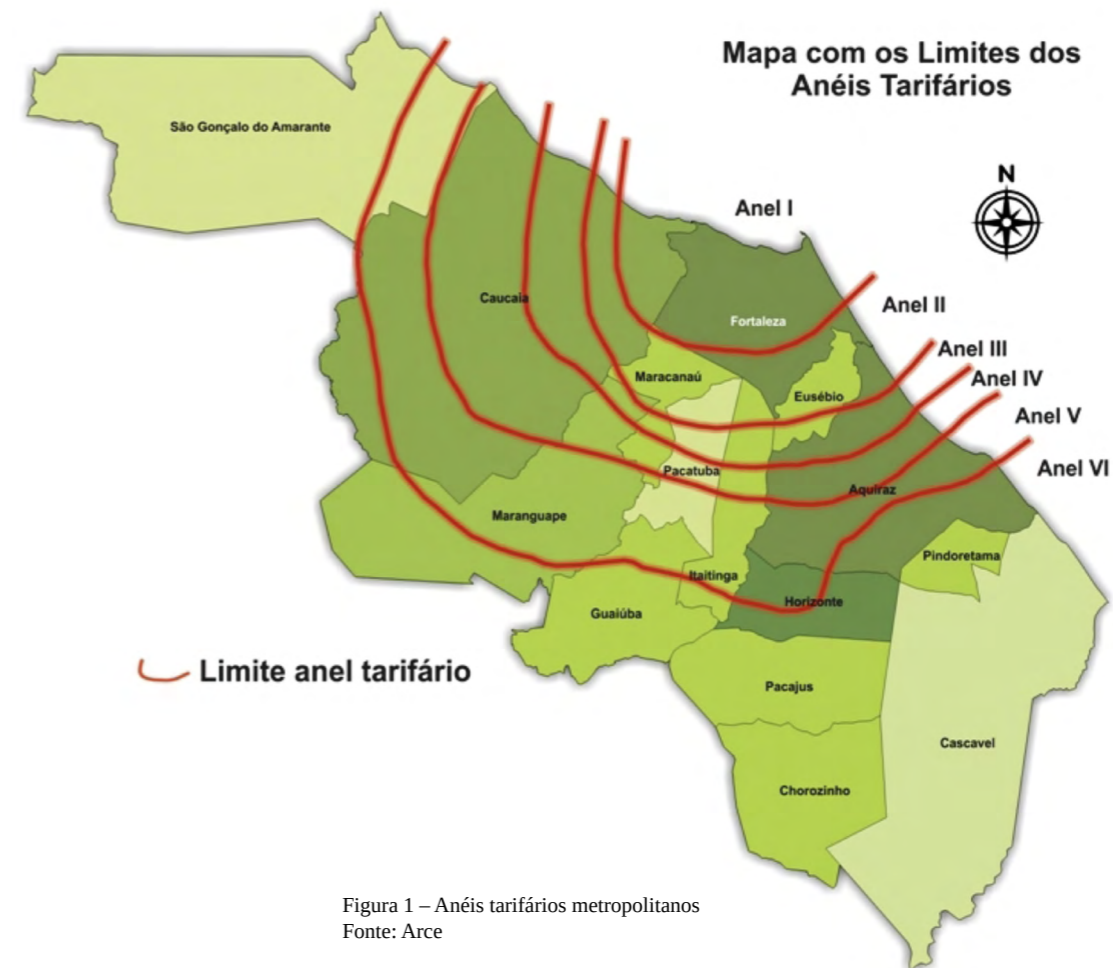 Mapa com os Limites dos
Anéis Tarifários
N
São Gonçalo do Amarante
Anel I
Caucaia
Anel II
Fortaleza
Anel III
Maracanaú
Anel IV
Eusébio
Anel V
Pacatuba
Anel VI
Aquiraz
Maranguape
Pindoretama
Itaitinga
Horizonte
Guaiúba
Limite anel tarifário
Pacajus
Cascavel
Chorozinho
Figura 1 – Anéis tarifários metropolitanos
Fonte: Arce